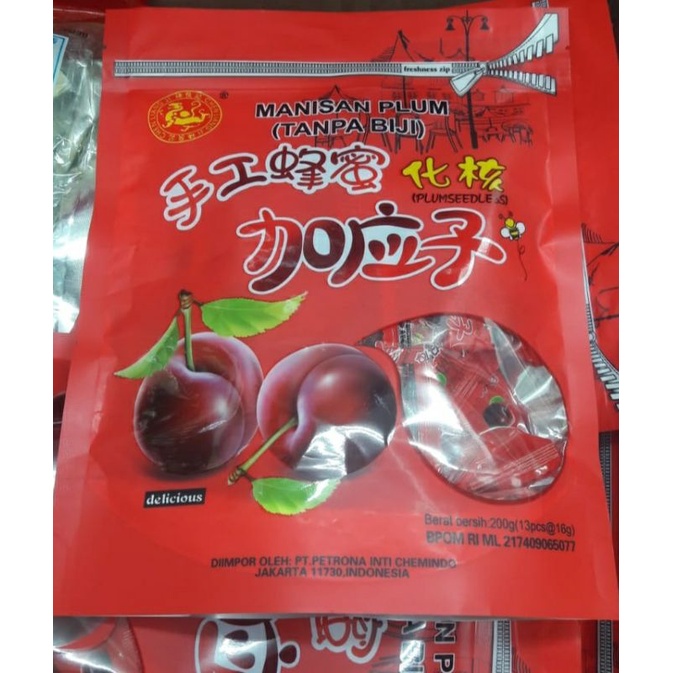 freshness zip
®
MANISAN PLUM
(TANPA BIJI)
手工蜂蜜 化核
(PLUMSEEDLESS)
加应子
delicious
Berat bersih:200g(13pcs@16g)
BPOM RI ML 217409065077
DIIMPOR OLEH: PT.PETRONA INTI CHEMINDO
JAKARTA 11730.INDONESIA